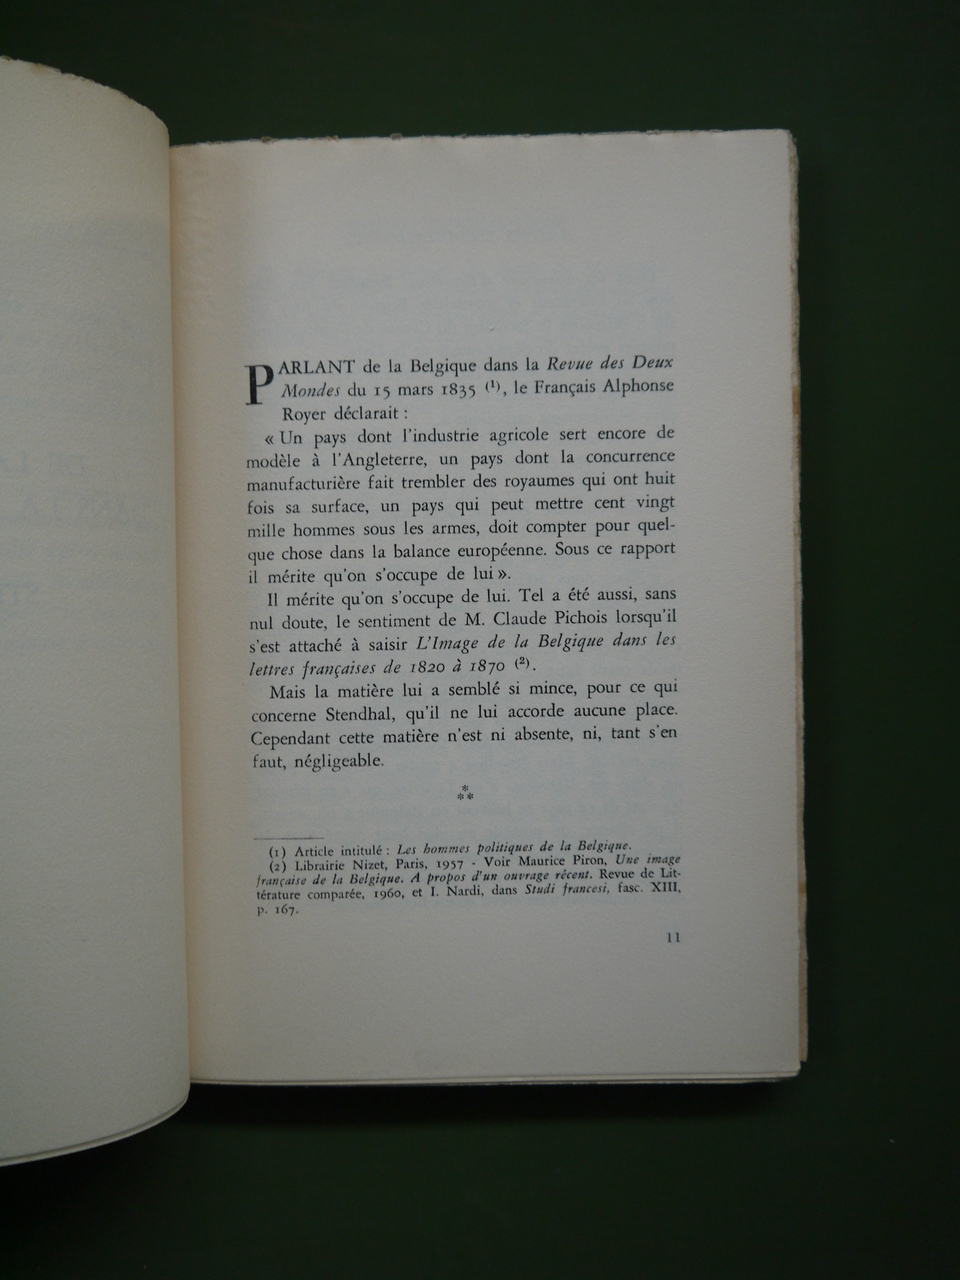 PARLANT de la Belgique dans la Revue des Deux
Mondes du 15 mars 1835 (1), le Français Alphonse
Royer déclarait :
« Un pays dont l'industrie agricole sert encore de
modèle à l'Angleterre, un pays dont la concurrence
manufacturière fait trembler des royaumes qui ont huit
fois sa surface, un pays qui peut mettre cent vingt
mille hommes sous les armes, doit compter pour quel-
que chose dans la balance européenne. Sous ce rapport
il mérite qu'on s'occupe de lui ».
Il mérite qu'on s'occupe de lui. Tel a été aussi, sans
nul doute, le sentiment de M. Claude Pichois lorsqu'il
s'est attaché à saisir L'Image de la Belgique dans les
lettres françaises de 1820 à 1870 (2).
Mais la matière lui a semblé si mince, pour ce qui
concerne Stendhal, qu'il ne lui accorde aucune place.
Cependant cette matière n'est ni absente, ni, tant s'en
faut, négligeable.
*
**
(1) Article intitulé : Les hommes politiques de la Belgique.
(2) Librairie Nizet, Paris, 1957 - Voir Maurice Piron, Une image
française de la Belgique. A propos d'un ouvrage récent. Revue de Lit-
térature comparée, 1960, et I. Nardi, dans Studi francesi, fasc. XIII,
p. 167.
11